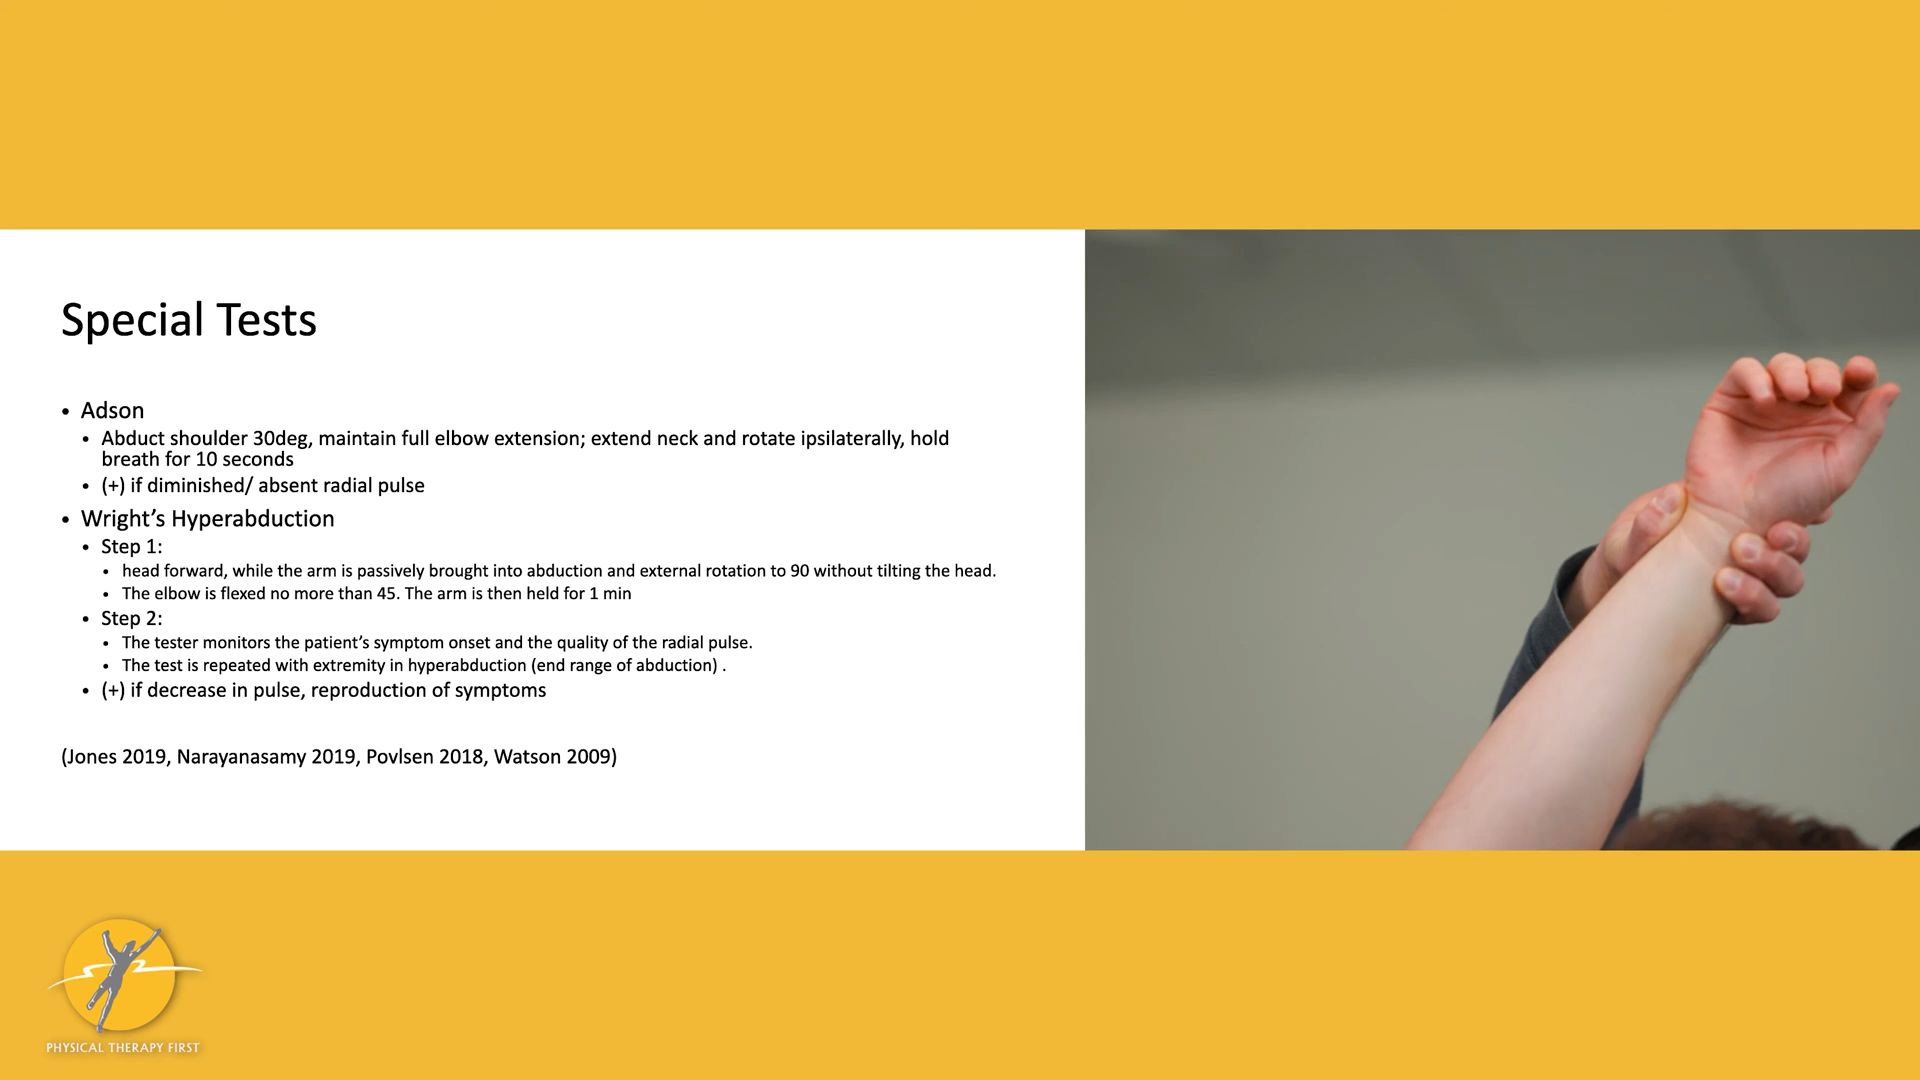 Special Tests
• Adson
• Abduct shoulder 30deg, maintain full elbow extension; extend neck and rotate ipsilaterally, hold
breath for 10 seconds
• (+) if diminished/ absent radial pulse
• Wright’s Hyperabduction
• Step 1:
• head forward, while the arm is passively brought into abduction and external rotation to 90 without tilting the head.
• The elbow is flexed no more than 45. The arm is then held for 1 min
• Step 2:
• The tester monitors the patient’s symptom onset and the quality of the radial pulse.
• The test is repeated with extremity in hyperabduction (end range of abduction) .
• (+) if decrease in pulse, reproduction of symptoms
(Jones 2019, Narayanasamy 2019, Povlsen 2018, Watson 2009)
PHYSICAL THERAPY FIRST